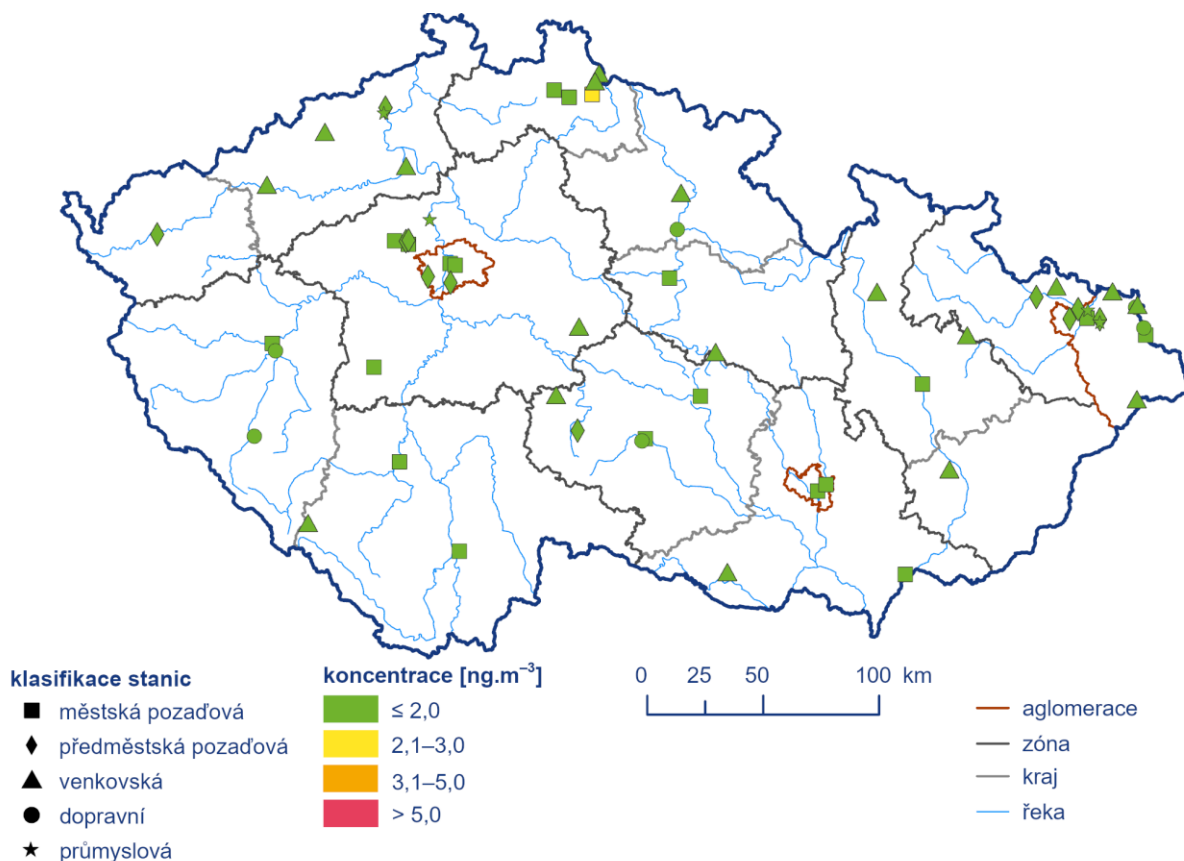 klasifikace stanic
městská pozaďová
předměstská pozaďová
venkovská
dopravní
průmyslová
koncentrace [ng.m⁻³]
≤ 2,0
2,1–3,0
3,1–5,0
> 5,0
0 25 50 100 km
aglomerace
zóna
kraj
řeka